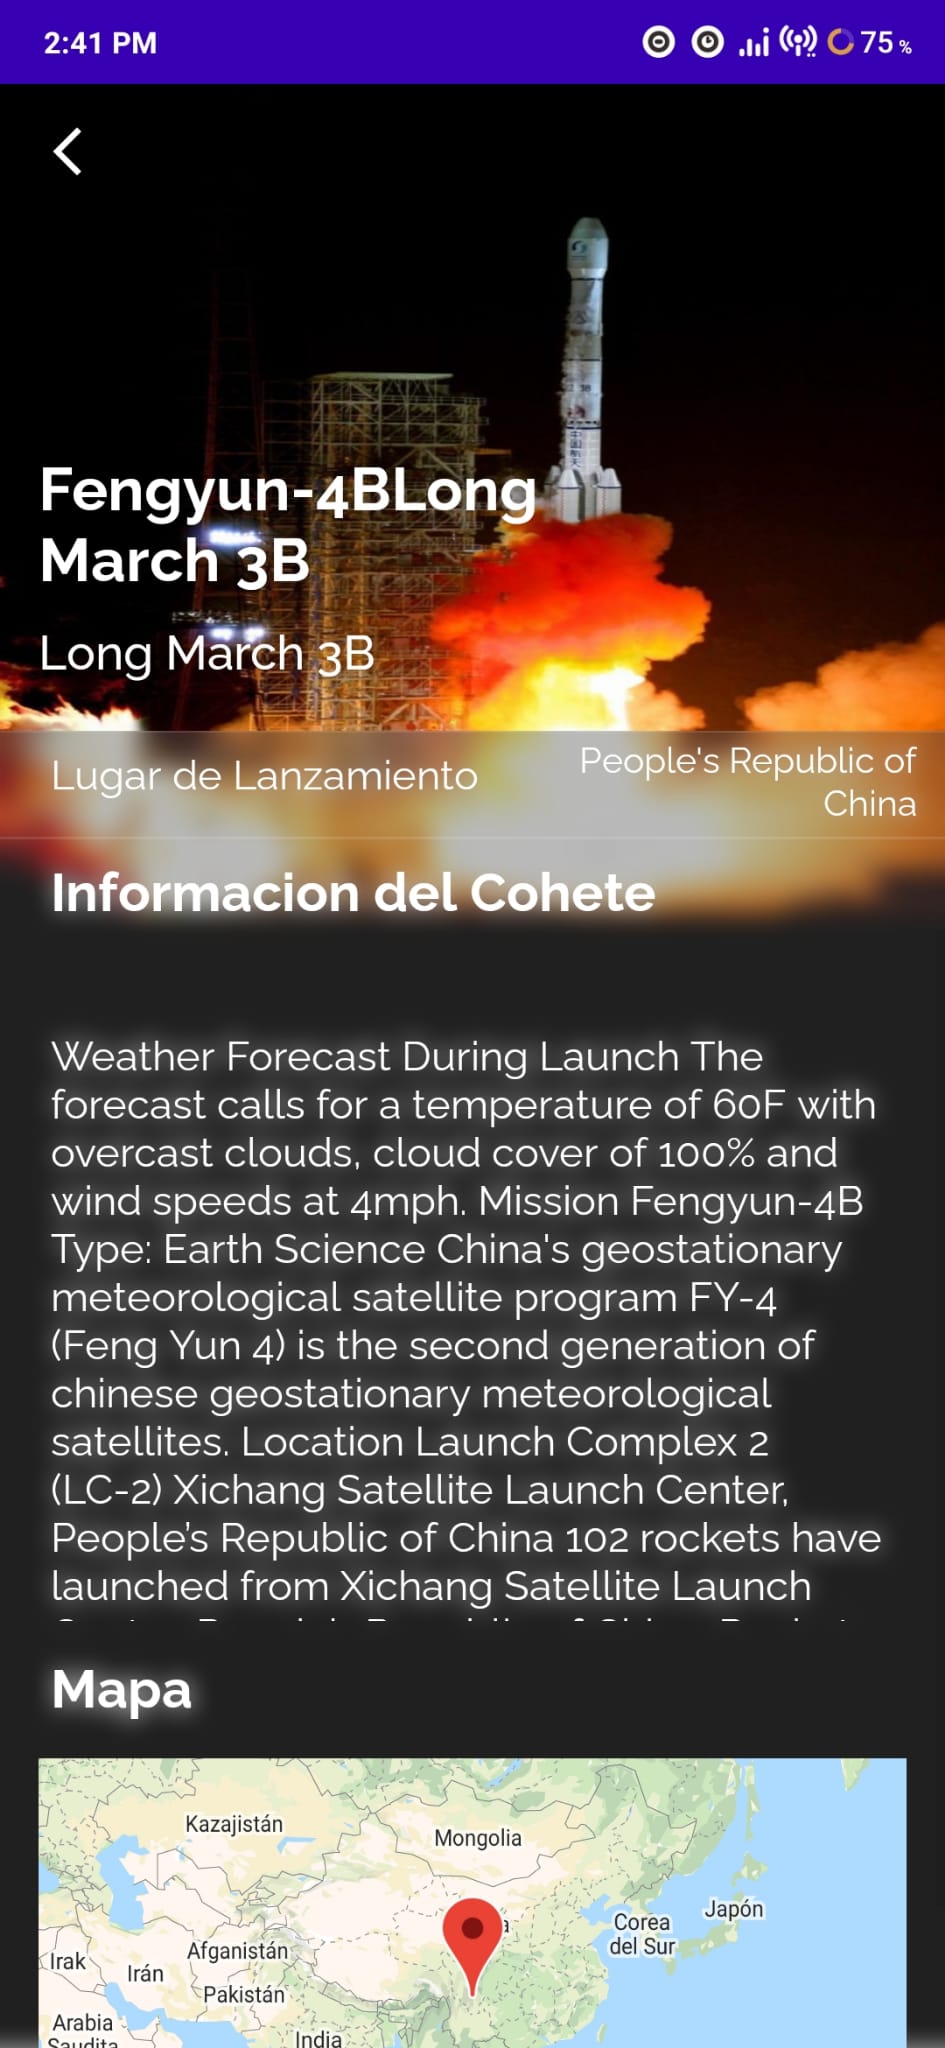 2:41 PM
75 %
中国航天
Fengyun-4BLong
March 3B
Long March 3B
Lugar de Lanzamiento
People's Republic of
China
Informacion del Cohete
Weather Forecast During Launch The
forecast calls for a temperature of 60F with
overcast clouds, cloud cover of 100% and
wind speeds at 4mph. Mission Fengyun-4B
Type: Earth Science China's geostationary
meteorological satellite program FY-4
(Feng Yun 4) is the second generation of
chinese geostationary meteorological
satellites. Location Launch Complex 2
(LC-2) Xichang Satellite Launch Center,
People’s Republic of China 102 rockets have
launched from Xichang Satellite Launch
Mapa
Kazajistán
Mongolia
Japón
Corea
del Sur
Afganistán
Irak
Irán
Pakistán
Arabia
Saudita
India